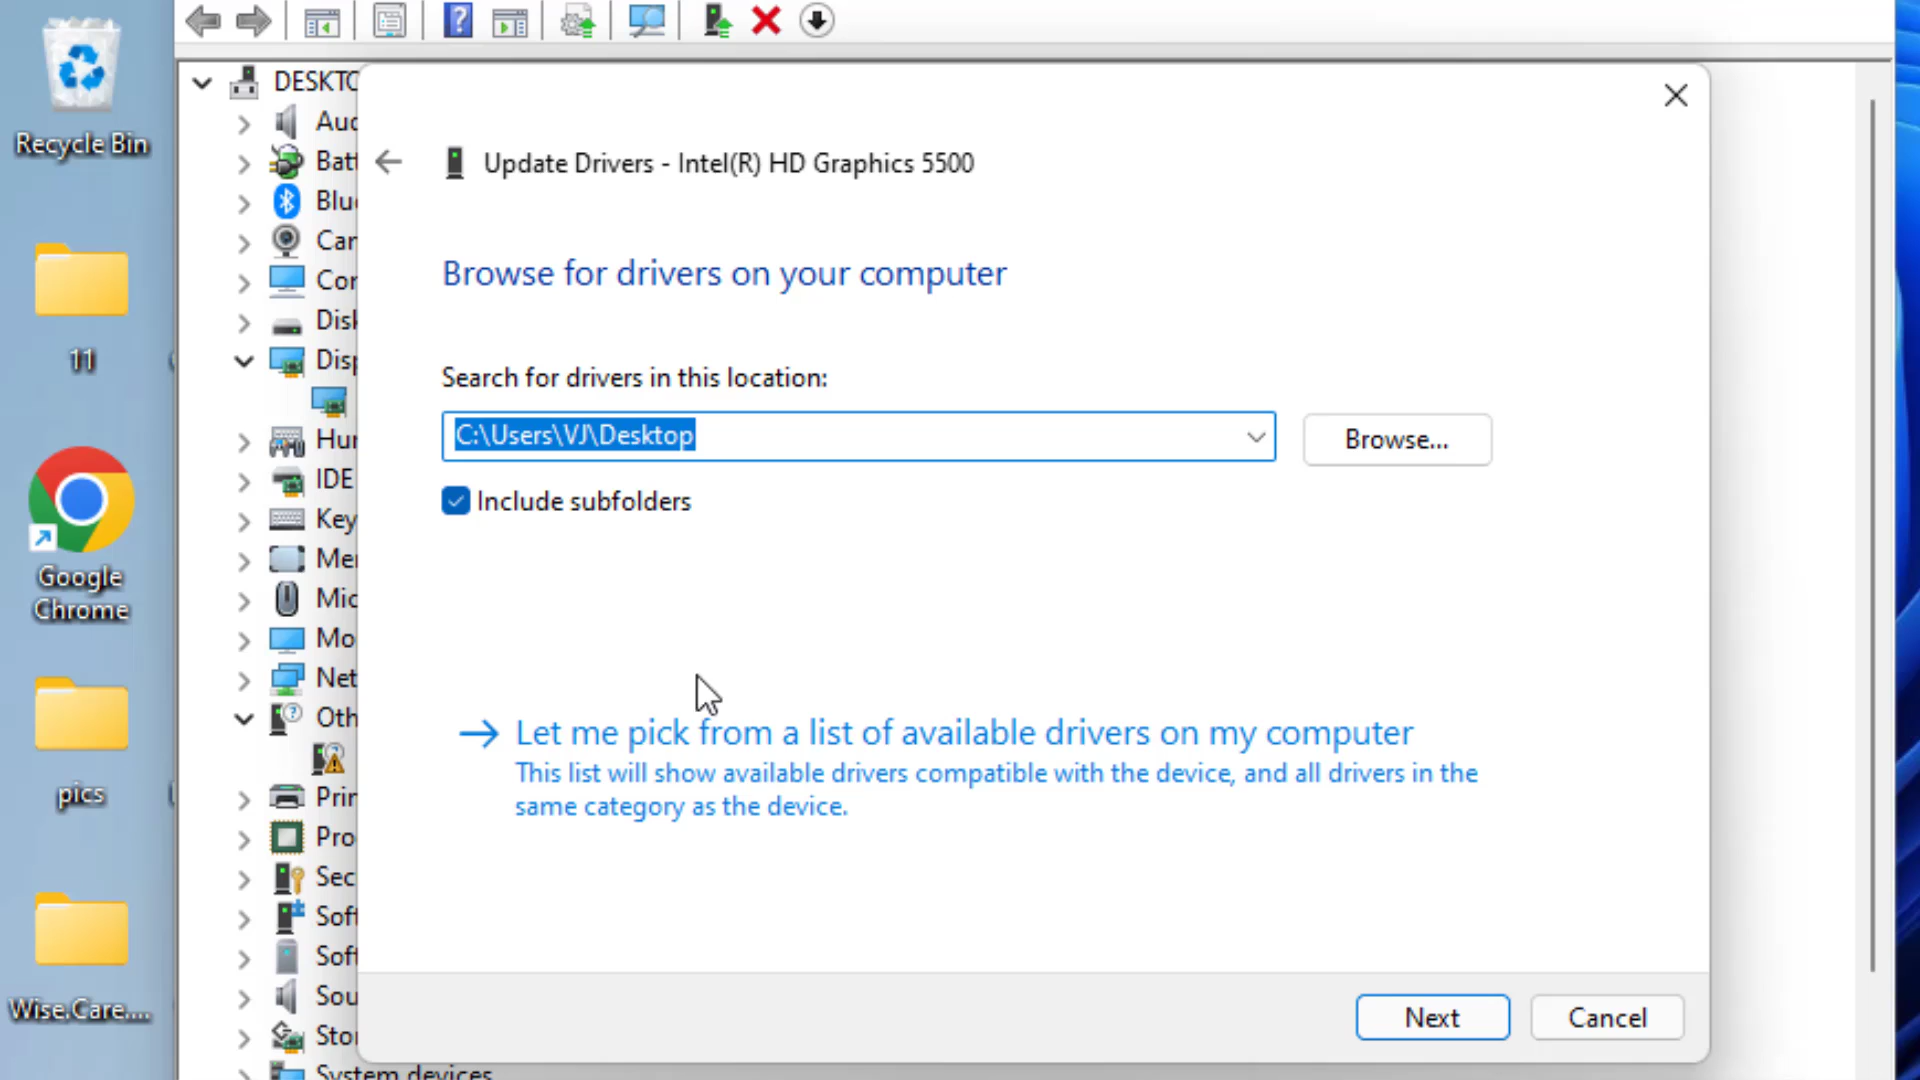 Recycle Bin
11
Google
Chrome
pics
Wise.Care....
DESKTO
Aud
Batt
Blu
Car
Cor
Disk
Disp
Hur
IDE
Key
Mer
Mic
Mo
Net
Oth
Prin
Pro
Sec
Soft
Soft
Sou
Sto
System devices
Update Drivers - Intel(R) HD Graphics 5500
Browse for drivers on your computer
Search for drivers in this location:
C:\Users\VJ\Desktop
Browse...
Include subfolders
Let me pick from a list of available drivers on my computer
This list will show available drivers compatible with the device, and all drivers in the
same category as the device.
Next
Cancel